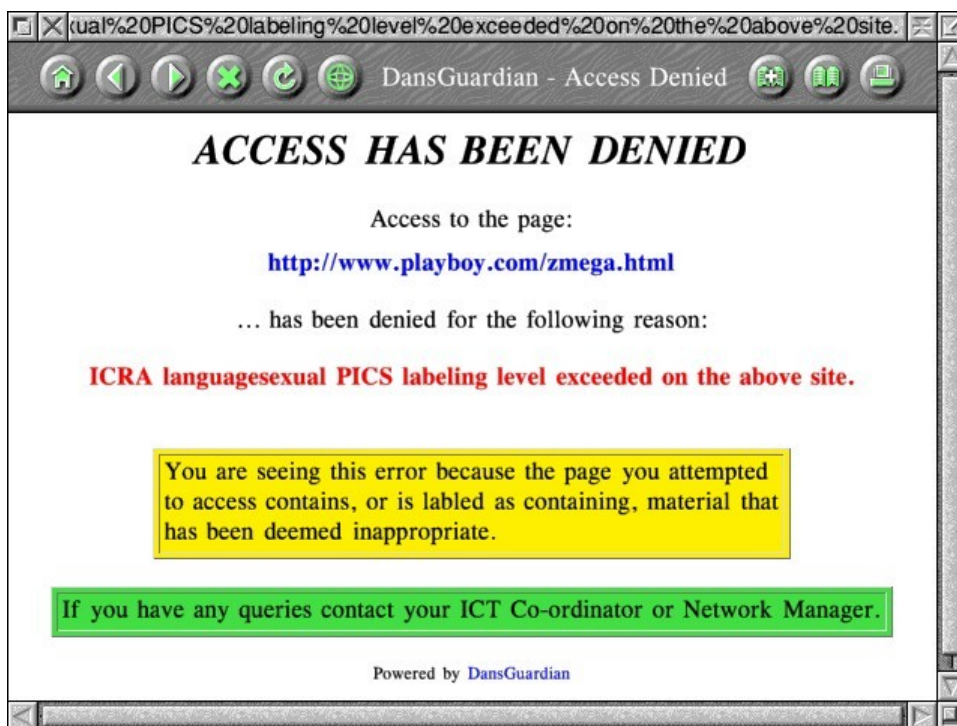 xual%20PICS%20labeling%20level%20exceeded%20on%20the%20above%20site.
DansGuardian - Access Denied
ACCESS HAS BEEN DENIED
Access to the page:
http://www.playboy.com/zmega.html
... has been denied for the following reason:
ICRA languagesexual PICS labeling level exceeded on the above site.
You are seeing this error because the page you attempted
to access contains, or is labled as containing, material that
has been deemed inappropriate.
If you have any queries contact your ICT Co-ordinator or Network Manager.
Powered by DansGuardian